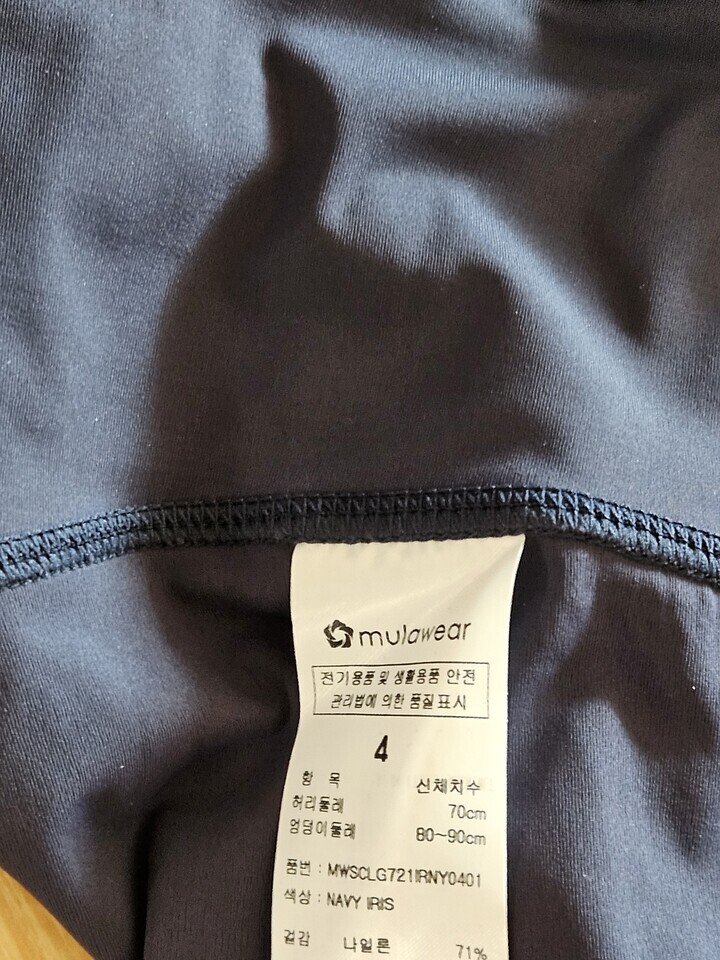 mulawear
전기용품 및 생활용품 안전
관리법에 의한 품질표시
4
항 목 신체치수
허리둘레 70cm
엉덩이둘레 80~90cm
품번 : MWSCLG721IRNY0401
색상 : NAVY IRIS
겉감 나일론 71%